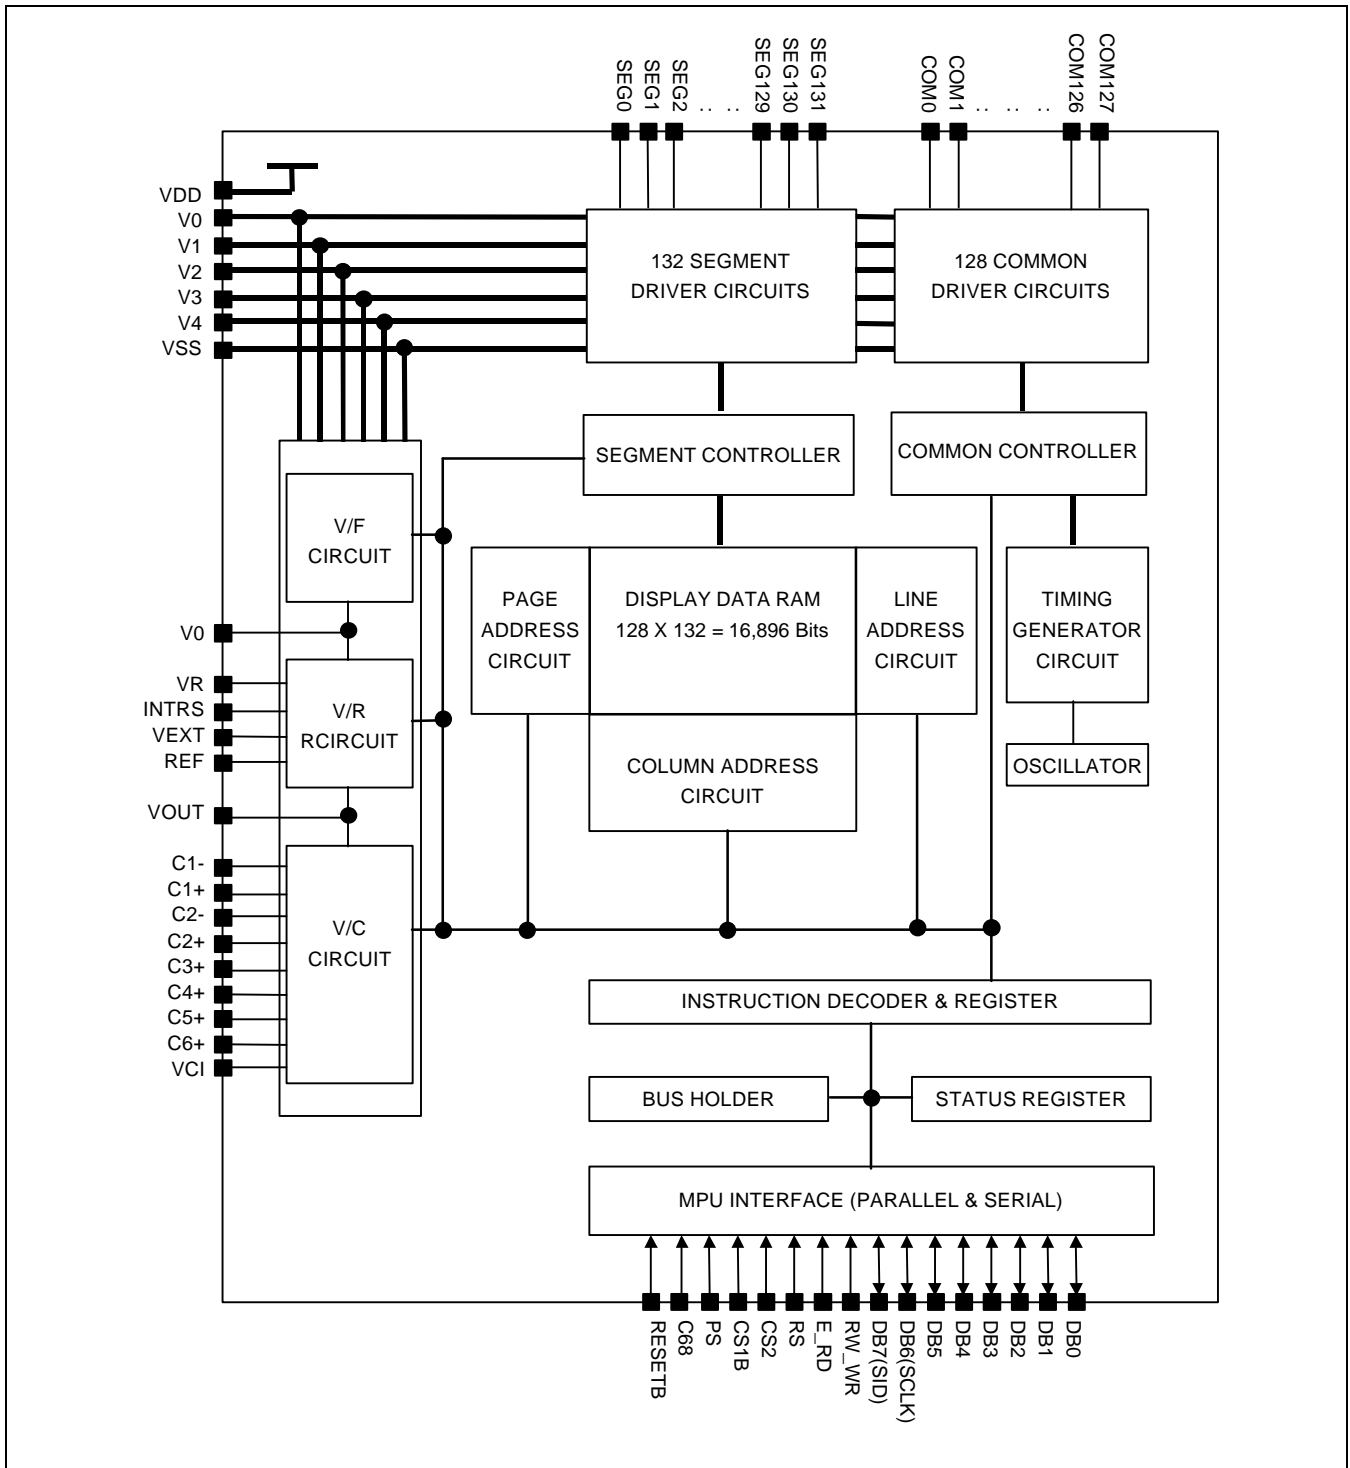 SEG0
SEG1
SEG2
: :
SEG129
SEG130
SEG131
COM0
COM1
: : :
COM126
COM127
VDD
V0
V1
V2
V3
V4
VSS
132 SEGMENT
DRIVER CIRCUITS
128 COMMON
DRIVER CIRCUITS
SEGMENT CONTROLLER
COMMON CONTROLLER
V/F
CIRCUIT
PAGE
ADDRESS
CIRCUIT
DISPLAY DATA RAM
128 X 132 = 16,896 Bits
LINE
ADDRESS
CIRCUIT
TIMING
GENERATOR
CIRCUIT
V0
VR
INTRS
VEXT
REF
V/R
RCIRCUIT
COLUMN ADDRESS
CIRCUIT
OSCILLATOR
VOUT
C1-
C1+
C2-
C2+
C3+
C4+
C5+
C6+
VCI
V/C
CIRCUIT
INSTRUCTION DECODER & REGISTER
BUS HOLDER
STATUS REGISTER
MPU INTERFACE (PARALLEL & SERIAL)
RESETB
C68
PS
CS1B
CS2
RS
E_RD
RW_WR
DB7(SID)
DB6(SCLK)
DB5
DB4
DB3
DB2
DB1
DB0